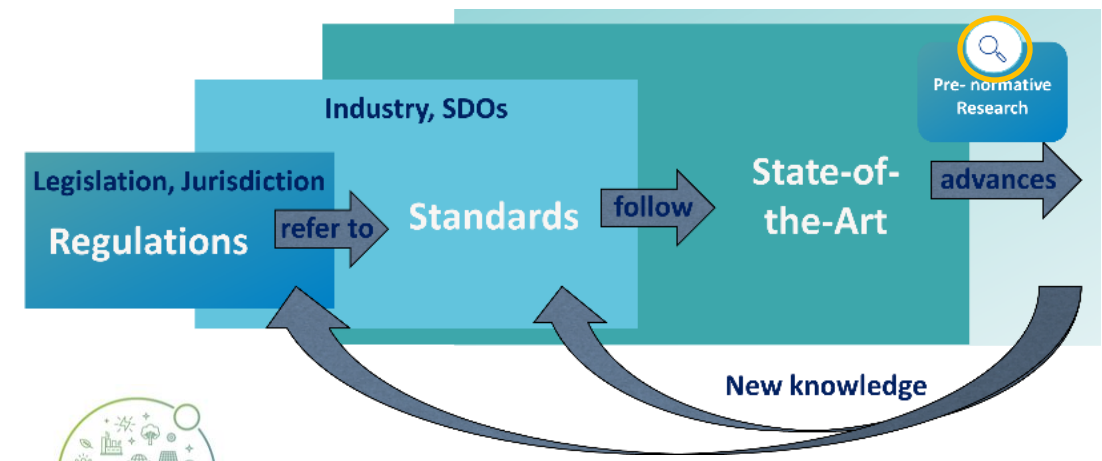 Pre- normative
Research
Industry, SDOs
Legislation, Jurisdiction
Regulations
refer to
Standards
follow
State-of-
the-Art
advances
New knowledge